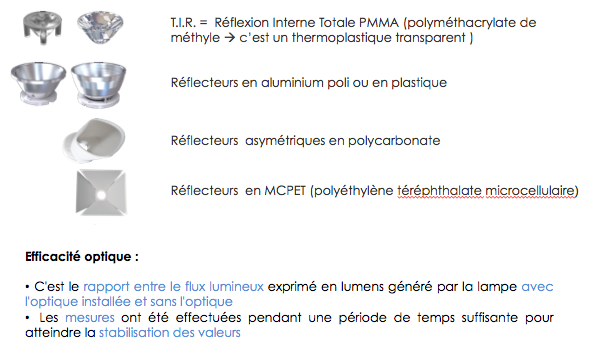 T.I.R. = Réflexion Interne Totale PMMA (polyméthacrylate de
méthyle → c'est un thermoplastique transparent )
Réflecteurs en aluminium poli ou en plastique
Réflecteurs asymétriques en polycarbonate
Réflecteurs en MCPET (polyéthylène téréphthalate microcellulaire)
Efficacité optique :
• C'est le rapport entre le flux lumineux exprimé en lumens généré par la lampe avec
l'optique installée et sans l'optique
• Les mesures ont été effectuées pendant une période de temps suffisante pour
atteindre la stabilisation des valeurs